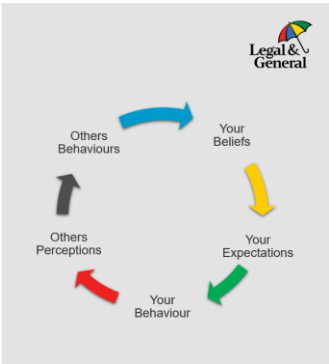 Legal &
General
Others
Behaviours
Your
Beliefs
Others
Perceptions
Your
Expectations
Your
Behaviour